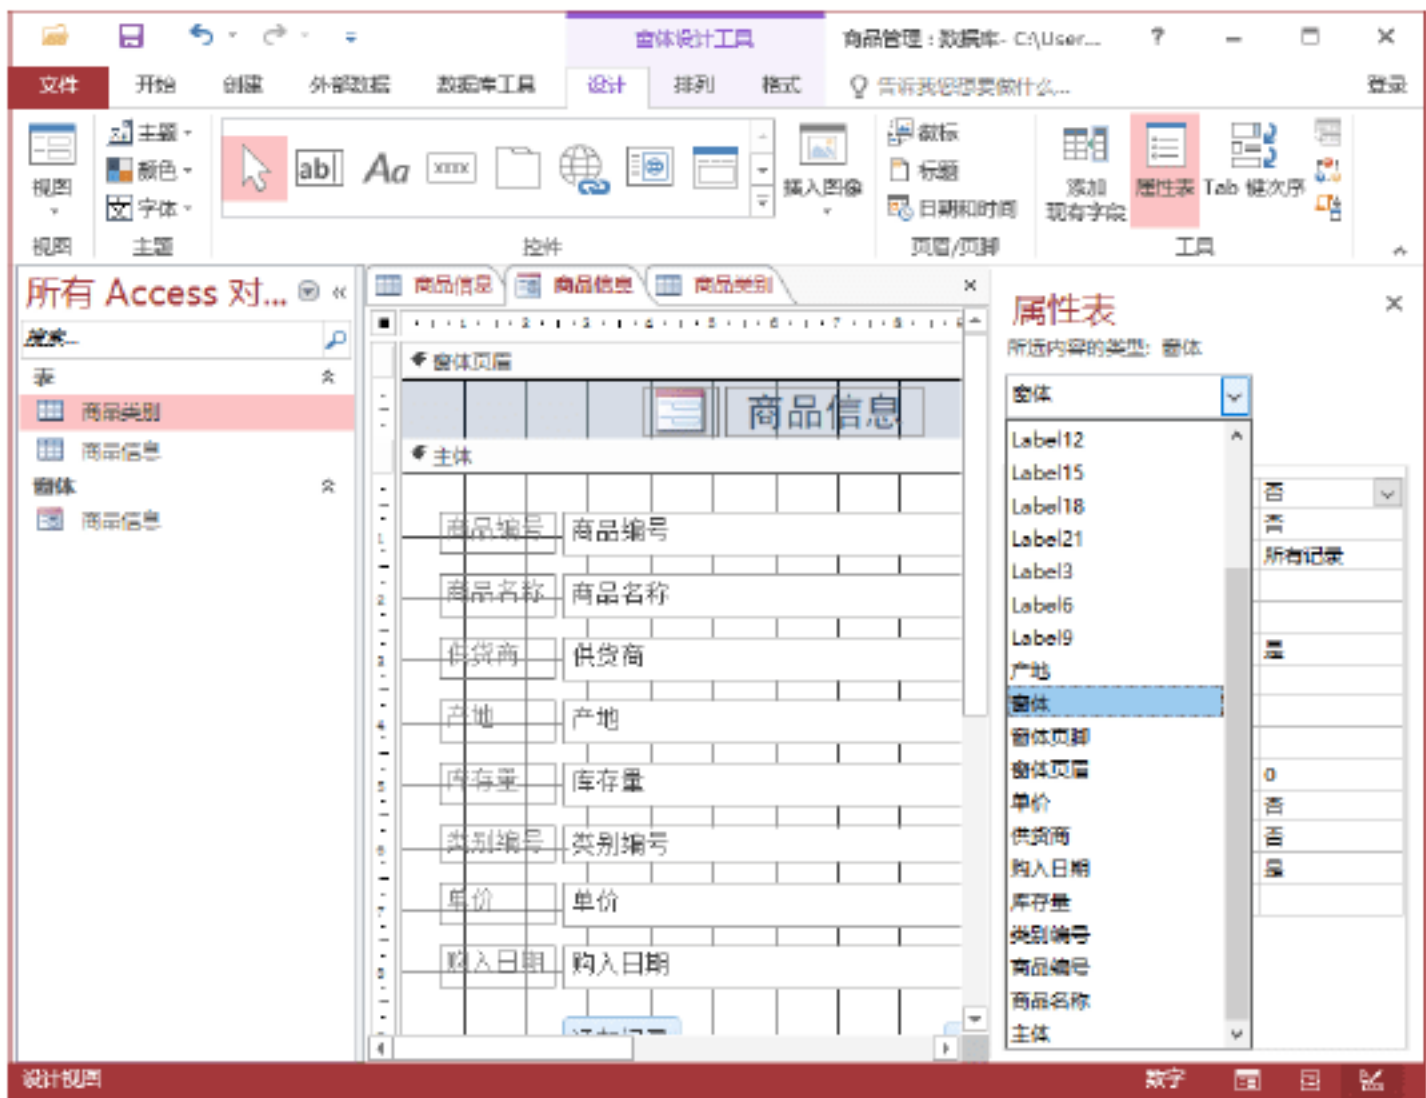 窗体设计工具
商品管理：数据库- C:\User...
?
文件 开始 创建 外部数据 数据库工具 设计 排列 格式 告诉我您想要做什么... 登录
视图
主题
颜色
字体
ab|
Aa
XXXX
插入图像
徽标
标题
日期和时间
添加
现有字段
属性表
Tab 键次序
视图 主题 控件 页眉/页脚 工具
所有 Access 对...
搜索...
表
商品类别
商品信息
窗体
商品信息
商品信息 商品信息 商品类别
1 2 3 4 5 6 7 8
窗体页眉
商品信息
主体
商品编号 商品编号
商品名称 商品名称
供货商 供货商
产地 产地
库存量 库存量
类别编号 类别编号
单价 单价
购入日期 购入日期
属性表
所选内容的类型: 窗体
窗体
Label12
Label15
Label18
Label21
Label3
Label6
Label9
产地
窗体
窗体页脚
窗体页眉
单价
供货商
购入日期
库存量
类别编号
商品编号
商品名称
主体
否
否
所有记录
是
0
否
否
是
设计视图
数字